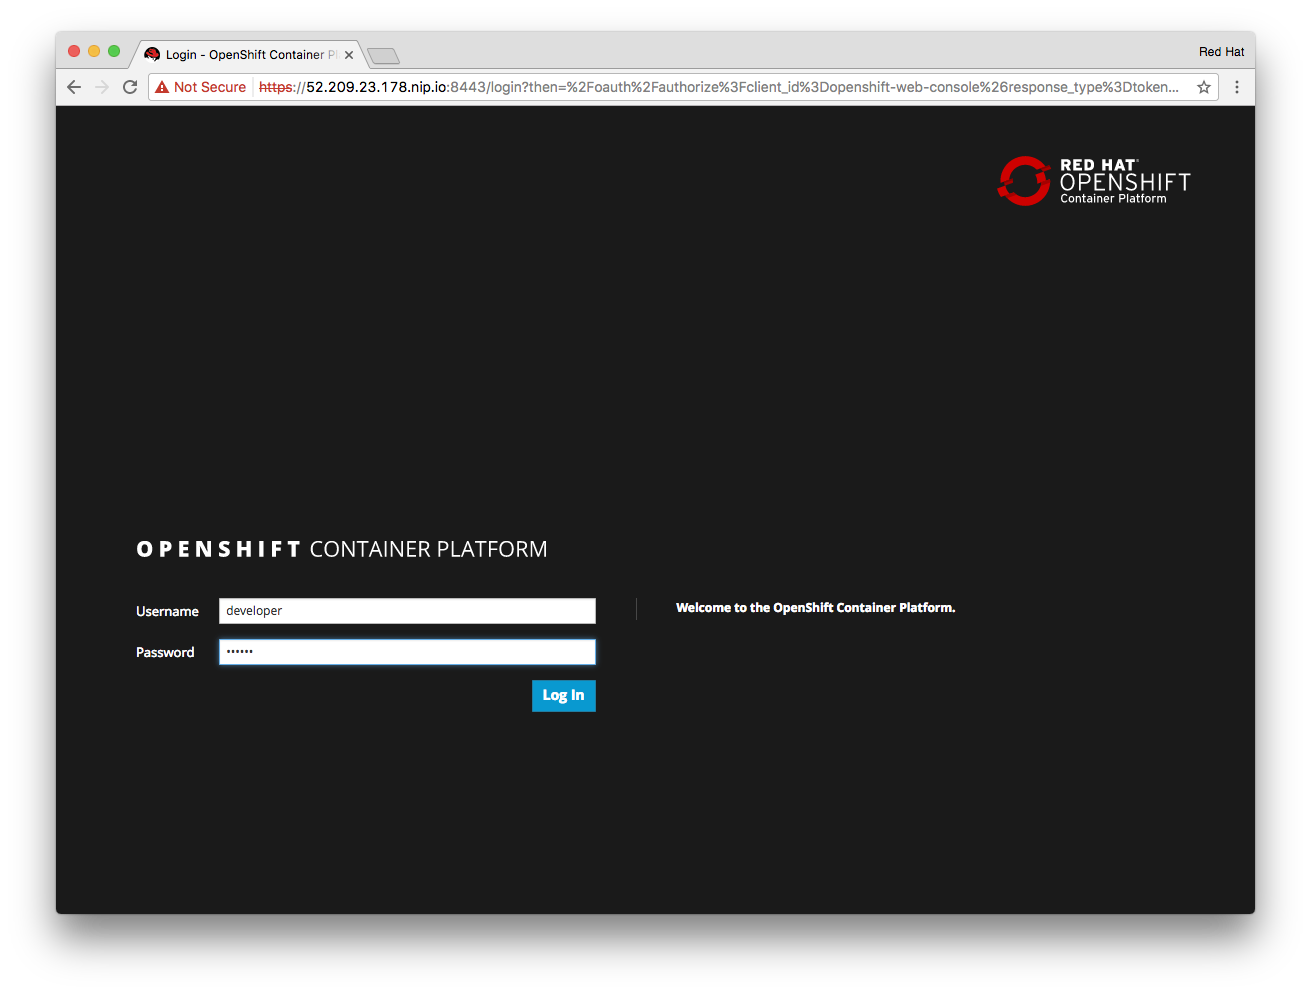 Login - OpenShift Container Pl
Red Hat
Not Secure https://52.209.23.178.nip.io:8443/login?then=%2Foauth%2Fauthorize%3Fclient_id%3Dopenshift-web-console%26response_type%3Dtoken...
RED HAT
OPENSHIFT
Container Platform
OPENSHIFT CONTAINER PLATFORM
Username developer
Welcome to the OpenShift Container Platform.
Password ••••••
Log In